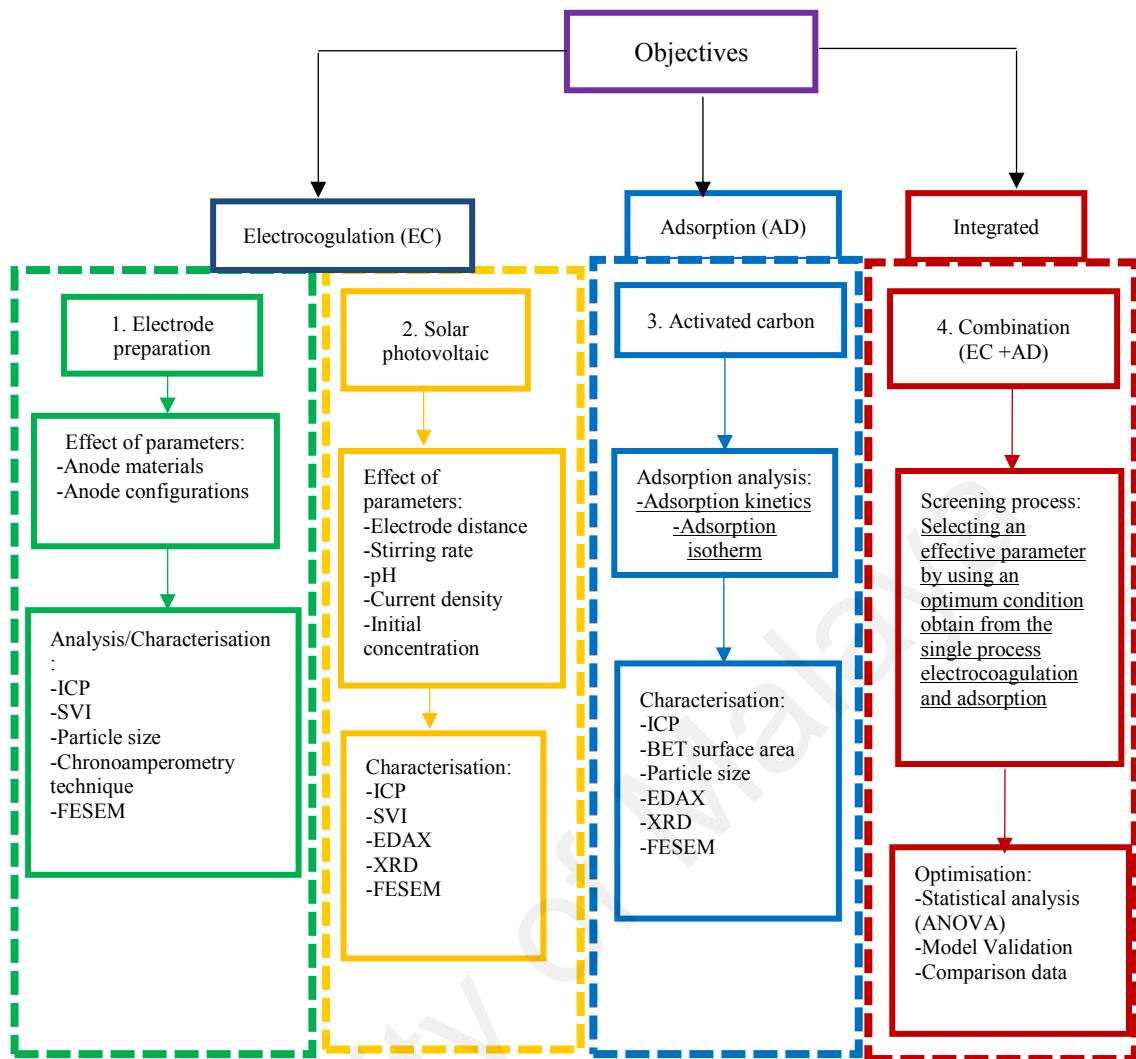 Objectives
Electrocogulation (EC)
Adsorption (AD)
Integrated
1. Electrode
preparation
Effect of parameters:
-Anode materials
-Anode configurations
Analysis/Characterisation
:
-ICP
-SVI
-Particle size
-Chronoamperometry
technique
-FESEM
2. Solar
photovoltaic
Effect of
parameters:
-Electrode distance
-Stirring rate
-pH
-Current density
-Initial
concentration
Characterisation:
-ICP
-SVI
-EDAX
-XRD
-FESEM
3. Activated carbon
Adsorption analysis:
-Adsorption kinetics
-Adsorption
isotherm
Characterisation:
-ICP
-BET surface area
-Particle size
-EDAX
-XRD
-FESEM
4. Combination
(EC +AD)
Screening process:
Selecting an
effective parameter
by using an
optimum condition
obtain from the
single process
electrocoagulation
and adsorption
Optimisation:
-Statistical analysis
(ANOVA)
-Model Validation
-Comparison data
ity of Malaya